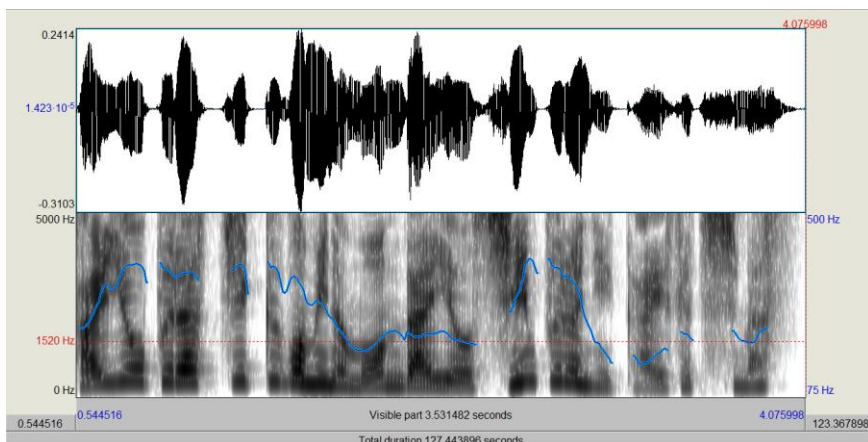 4.075998
0.2414
1.423·10⁻⁵
-0.3103
5000 Hz 500 Hz
1520 Hz
0 Hz 75 Hz
0.544516 0.544516 Visible part 3.531482 seconds 4.075998 123.367898
Total duration 127.443896 seconds